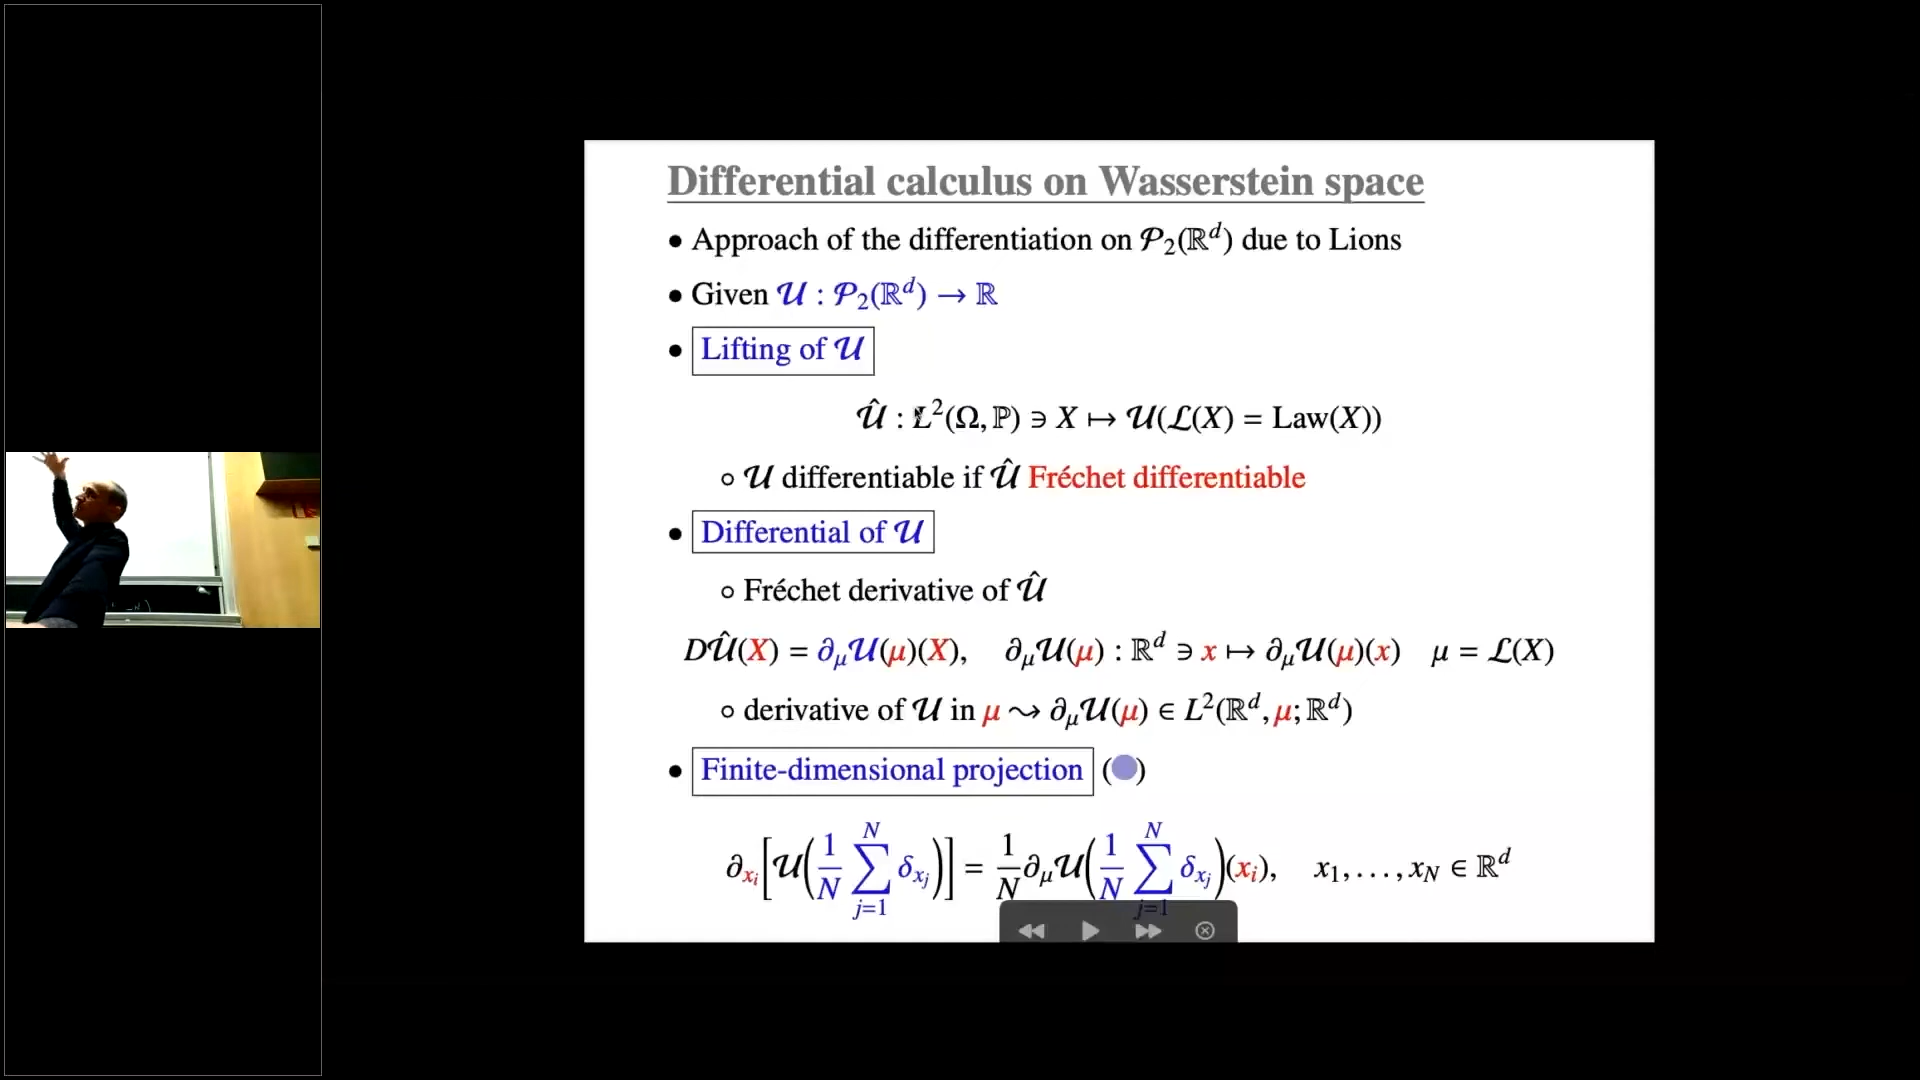 Differential calculus on Wasserstein space
• Approach of the differentiation on 𝒫₂(ℝᵈ) due to Lions
• Given 𝒰 : 𝒫₂(ℝᵈ) → ℝ
• Lifting of 𝒰
𝒰̂ : L²(Ω, ℙ) ∋ X ↦ 𝒰(ℒ(X) = Law(X))
∘ 𝒰 differentiable if 𝒰̂ Fréchet differentiable
• Differential of 𝒰
∘ Fréchet derivative of 𝒰̂
D𝒰̂(X) = ∂_μ𝒰(μ)(X), ∂_μ𝒰(μ) : ℝᵈ ∋ x ↦ ∂_μ𝒰(μ)(x) μ = ℒ(X)
∘ derivative of 𝒰 in μ ⇝ ∂_μ𝒰(μ) ∈ L²(ℝᵈ, μ; ℝᵈ)
• Finite-dimensional projection ( )
∂_{x_i}[𝒰(1/N ∑_{j=1}^N δ_{x_j})] = 1/N ∂_μ𝒰(1/N ∑_{j=1}^N δ_{x_j})(x_i), x₁, . . . , x_N ∈ ℝᵈ